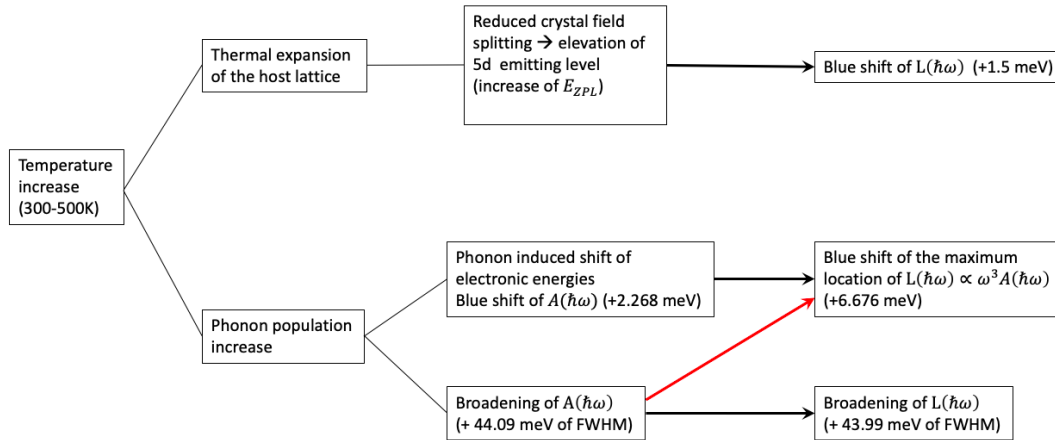 Temperature
increase
(300-500K)
Thermal expansion
of the host lattice
Reduced crystal field
splitting → elevation of
5d emitting level
(increase of E_{ZPL})
Blue shift of L(ℏω) (+1.5 meV)
Phonon population
increase
Phonon induced shift of
electronic energies
Blue shift of A(ℏω) (+2.268 meV)
Blue shift of the maximum
location of L(ℏω) ∝ ω³A(ℏω)
(+6.676 meV)
Broadening of A(ℏω)
(+ 44.09 meV of FWHM)
Broadening of L(ℏω)
(+ 43.99 meV of FWHM)